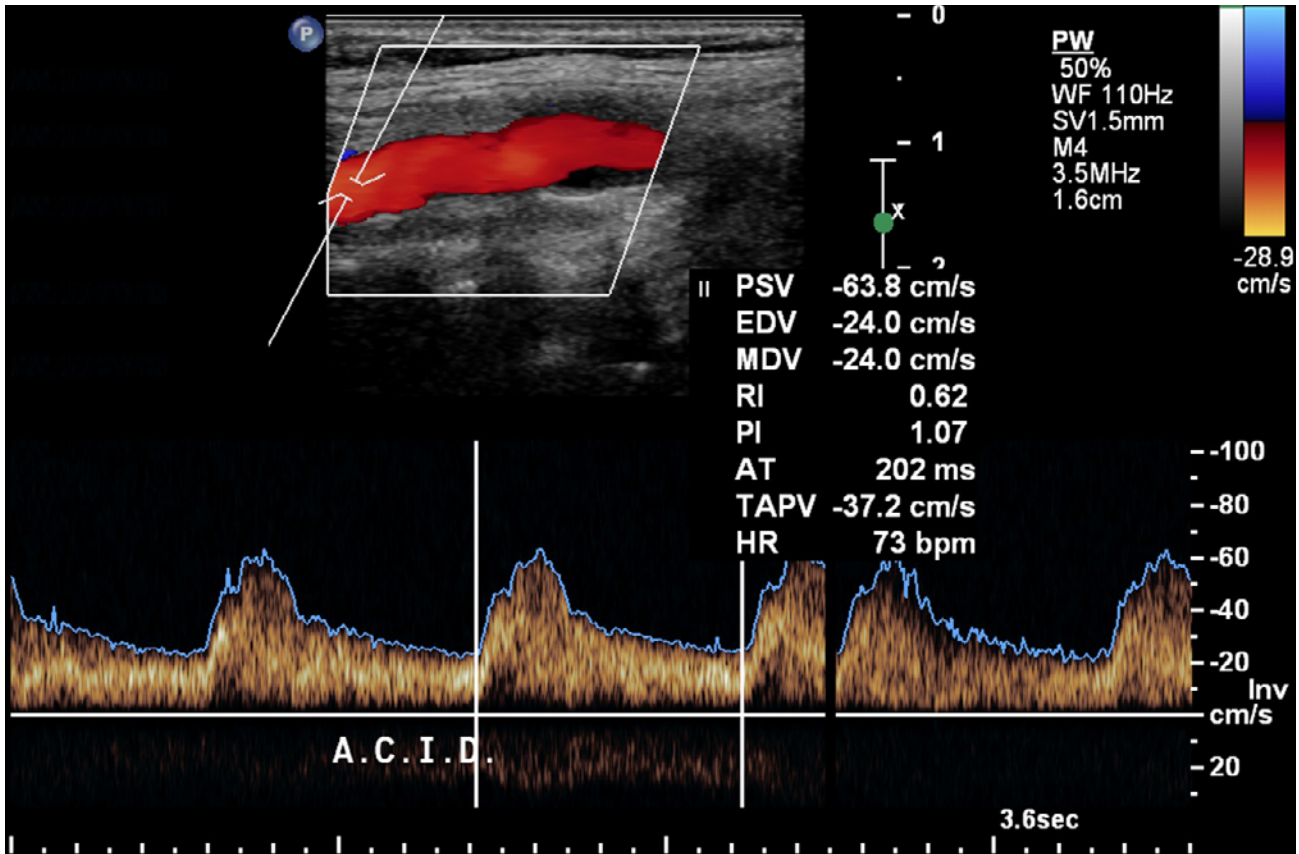 P
0
1
2
PW
50%
WF 110Hz
SV1.5mm
M4
3.5MHz
1.6cm
-28.9
cm/s
x
II
PSV -63.8 cm/s
EDV -24.0 cm/s
MDV -24.0 cm/s
RI 0.62
PI 1.07
AT 202 ms
TAPV -37.2 cm/s
HR 73 bpm
-100
-80
-60
-40
-20
Inv
cm/s
20
A.C.I.D.
3.6sec